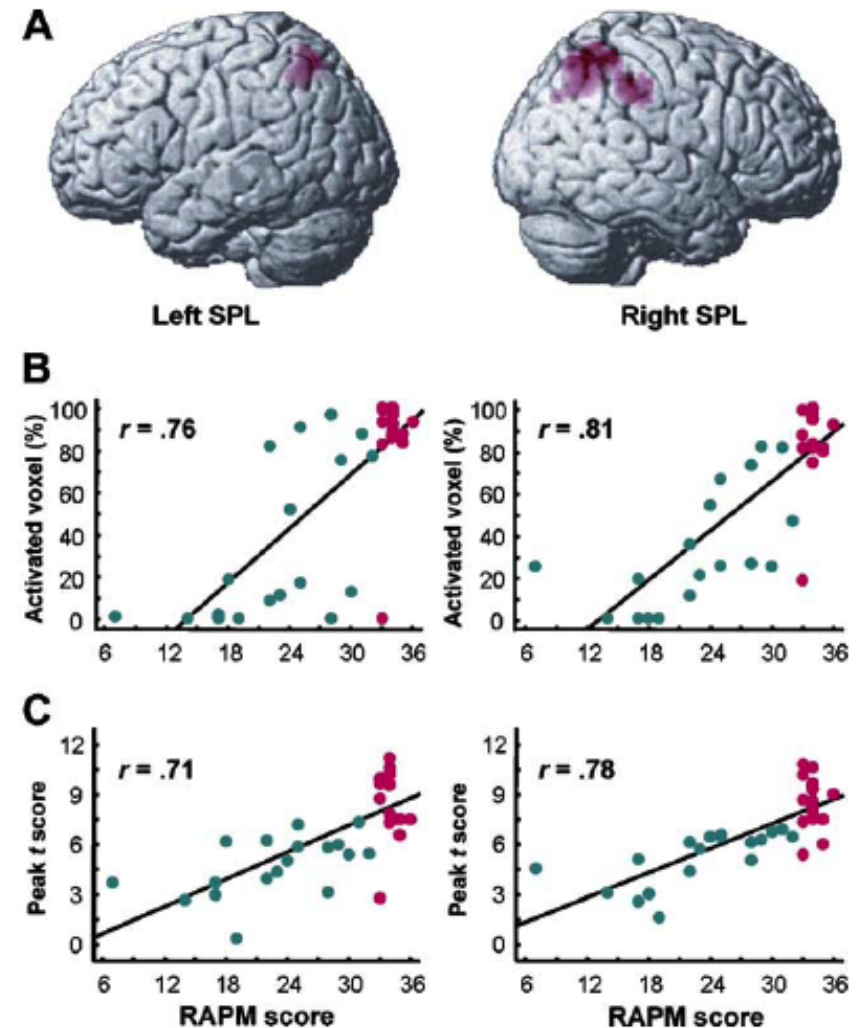 A
Left SPL
Right SPL
B
r = .76
Activated voxel (%)
100
80
60
40
20
0
6 12 18 24 30 36
r = .81
Activated voxel (%)
100
80
60
40
20
0
6 12 18 24 30 36
C
r = .71
Peak t score
12
9
6
3
0
6 12 18 24 30 36
RAPM score
r = .78
Peak t score
12
9
6
3
0
6 12 18 24 30 36
RAPM score